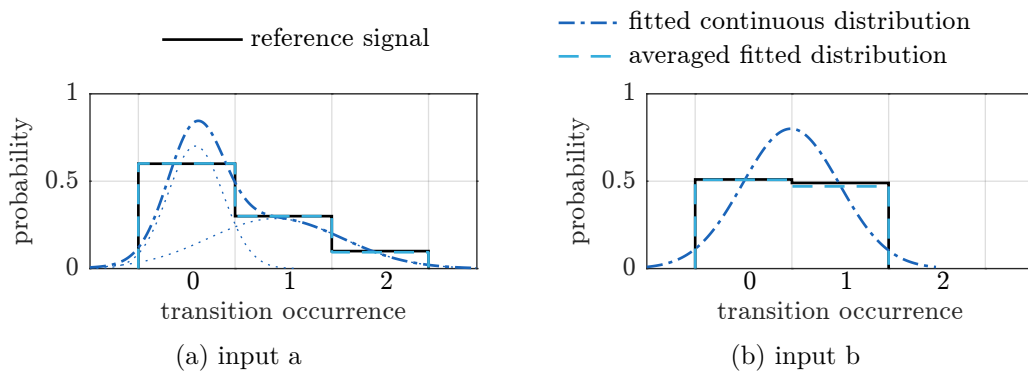 reference signal
fitted continuous distribution
averaged fitted distribution
1
0.5
0
probability
0 1 2
transition occurrence
(a) input a
1
0.5
0
probability
0 1 2
transition occurrence
(b) input b